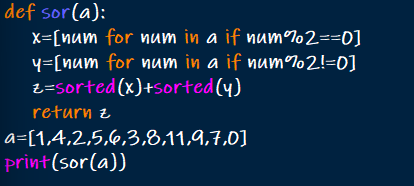 def sor(a):
x=[num for num in a if num%2==0]
y=[num for num in a if num%2!=0]
z=sorted(x)+sorted(y)
return z
a=[1,4,2,5,6,3,8,11,9,7,0]
print(sor(a))